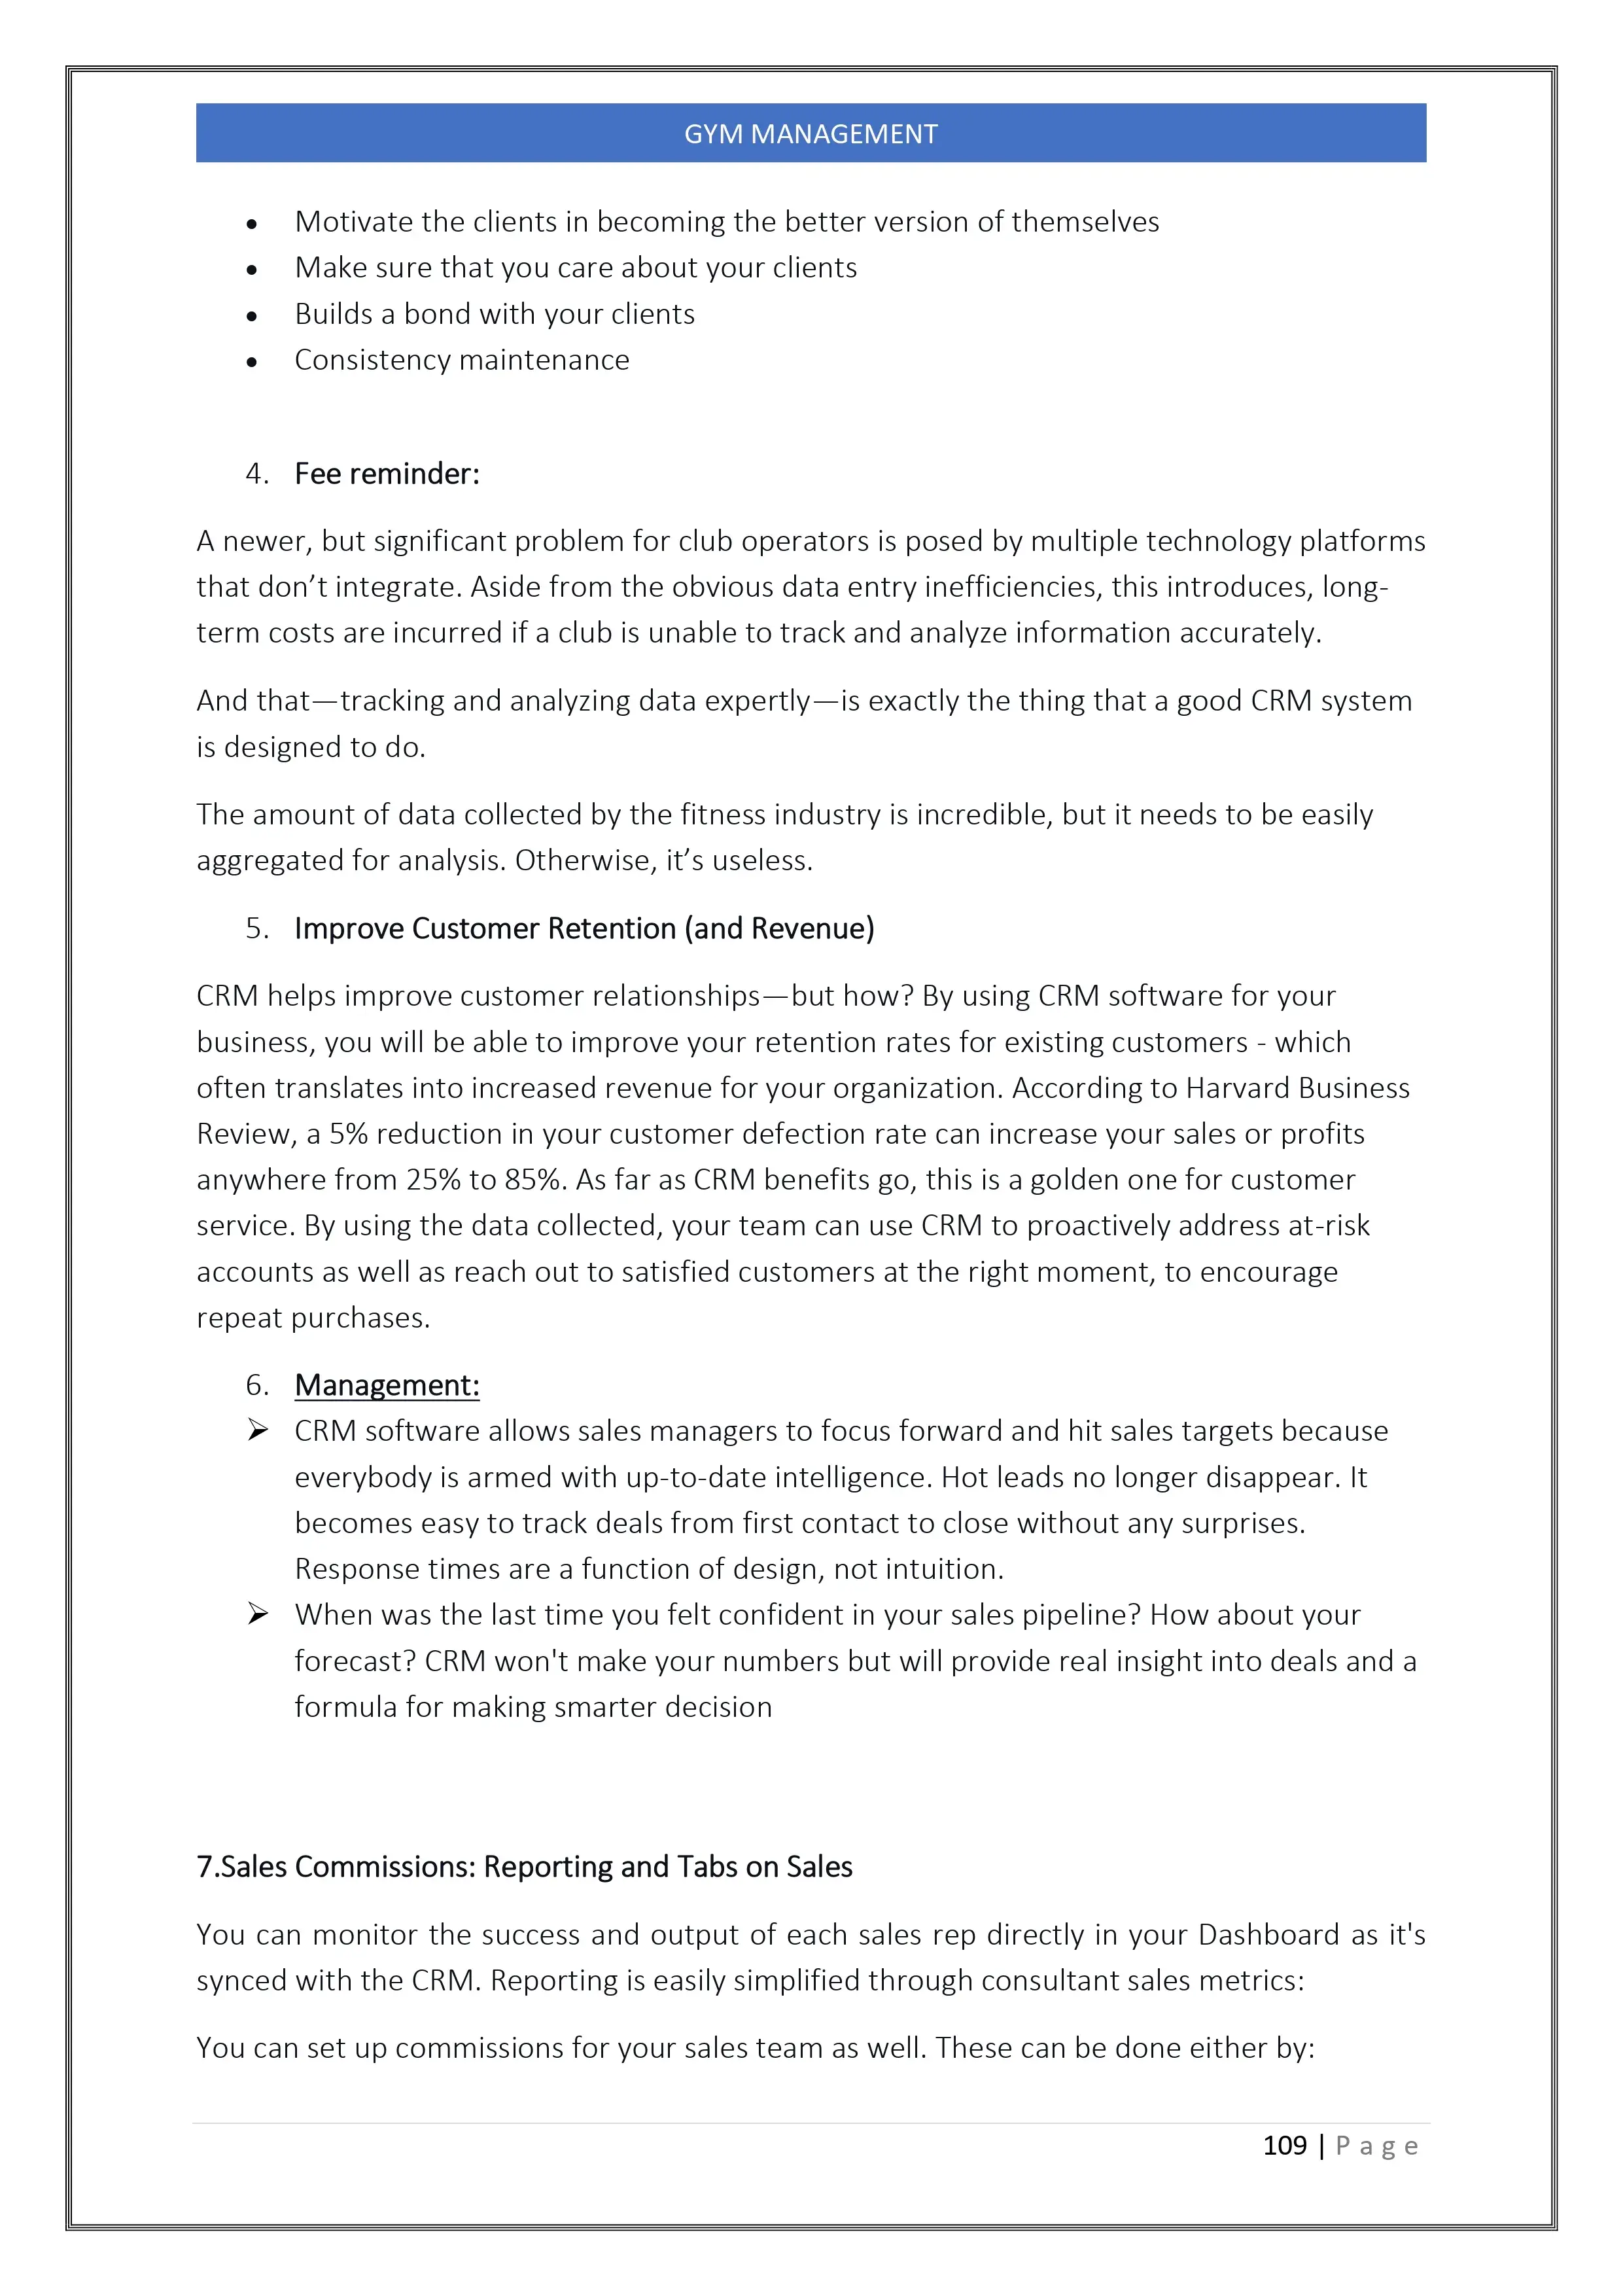 GYM MANAGEMENT
• Motivate the clients in becoming the better version of themselves
• Make sure that you care about your clients
• Builds a bond with your clients
• Consistency maintenance
4. Fee reminder:
A newer, but significant problem for club operators is posed by multiple technology platforms
that don’t integrate. Aside from the obvious data entry inefficiencies, this introduces, long-
term costs are incurred if a club is unable to track and analyze information accurately.
And that—tracking and analyzing data expertly—is exactly the thing that a good CRM system
is designed to do.
The amount of data collected by the fitness industry is incredible, but it needs to be easily
aggregated for analysis. Otherwise, it’s useless.
5. Improve Customer Retention (and Revenue)
CRM helps improve customer relationships—but how? By using CRM software for your
business, you will be able to improve your retention rates for existing customers - which
often translates into increased revenue for your organization. According to Harvard Business
Review, a 5% reduction in your customer defection rate can increase your sales or profits
anywhere from 25% to 85%. As far as CRM benefits go, this is a golden one for customer
service. By using the data collected, your team can use CRM to proactively address at-risk
accounts as well as reach out to satisfied customers at the right moment, to encourage
repeat purchases.
6. Management:
➢ CRM software allows sales managers to focus forward and hit sales targets because
everybody is armed with up-to-date intelligence. Hot leads no longer disappear. It
becomes easy to track deals from first contact to close without any surprises.
Response times are a function of design, not intuition.
➢ When was the last time you felt confident in your sales pipeline? How about your
forecast? CRM won't make your numbers but will provide real insight into deals and a
formula for making smarter decision
7.Sales Commissions: Reporting and Tabs on Sales
You can monitor the success and output of each sales rep directly in your Dashboard as it's
synced with the CRM. Reporting is easily simplified through consultant sales metrics:
You can set up commissions for your sales team as well. These can be done either by:
109 | P a g e